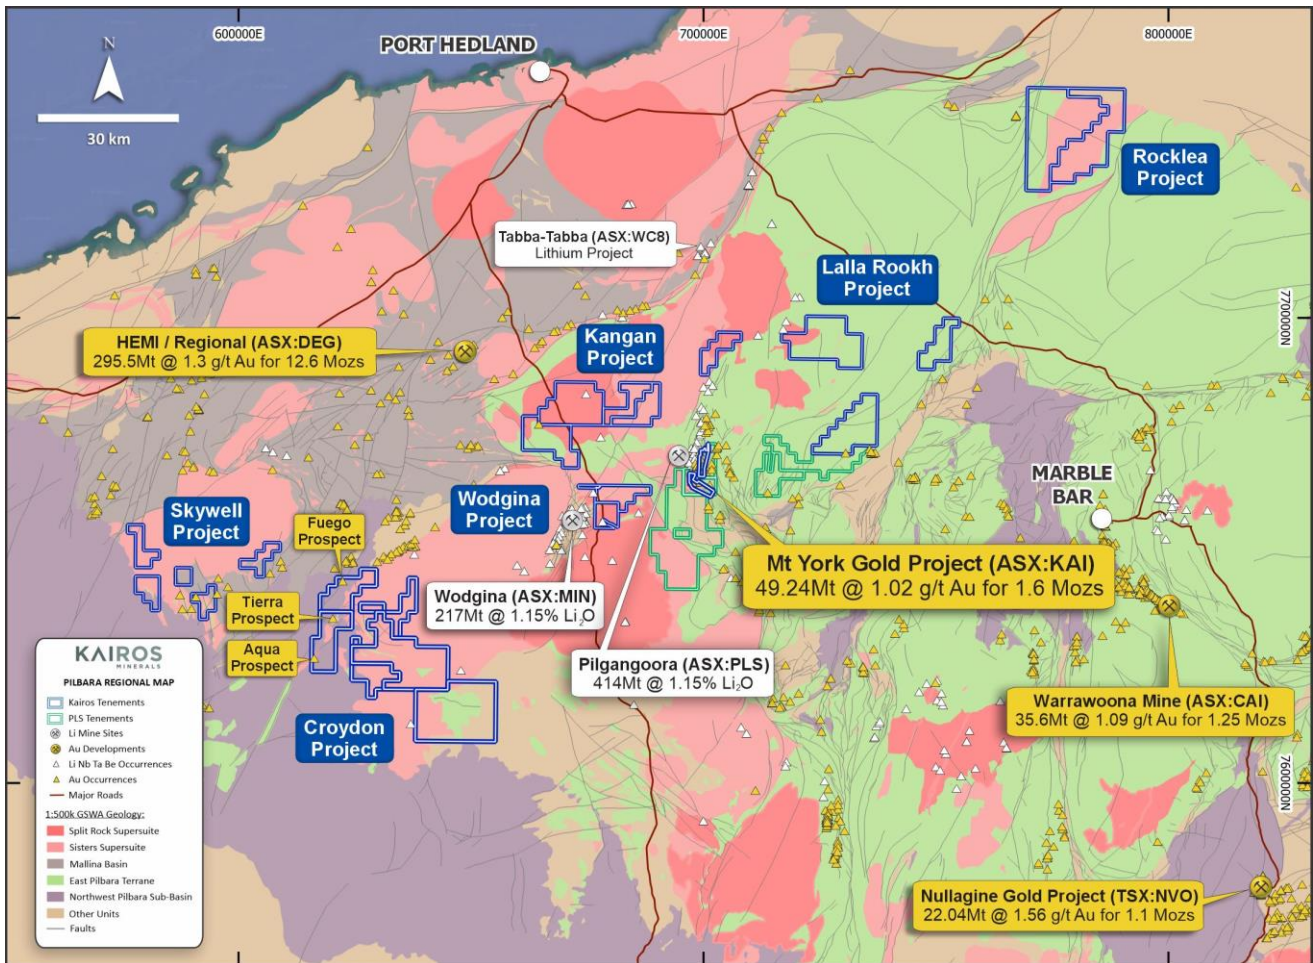 600000E
700000E
800000E
PORT HEDLAND
N
30 km
Rocklea
Project
Tabba-Tabba (ASX:WC8)
Lithium Project
Lalla Rookh
Project
7700000N
HEMI / Regional (ASX:DEG)
295.5Mt @ 1.3 g/t Au for 12.6 Mozs
Kangan
Project
MARBLE
BAR
Skywell
Project
Fuego
Prospect
Wodgina
Project
Mt York Gold Project (ASX:KAI)
49.24Mt @ 1.02 g/t Au for 1.6 Mozs
Tierra
Prospect
Wodgina (ASX:MIN)
217Mt @ 1.15% Li₂O
Aqua
Prospect
Pilgangoora (ASX:PLS)
414Mt @ 1.15% Li₂O
Warrawoona Mine (ASX:CAI)
35.6Mt @ 1.09 g/t Au for 1.25 Mozs
Croydon
Project
7600000N
Nullagine Gold Project (TSX:NVO)
22.04Mt @ 1.56 g/t Au for 1.1 Mozs
KAIROS
MINERALS
PILBARA REGIONAL MAP
Kairos Tenements
PLS Tenements
Li Mine Sites
Au Developments
Li Nb Ta Be Occurrences
Au Occurrences
Major Roads
1:500k GSWA Geology:
Split Rock Supersuite
Sisters Supersuite
Mallina Basin
East Pilbara Terrane
Northwest Pilbara Sub-Basin
Other Units
Faults